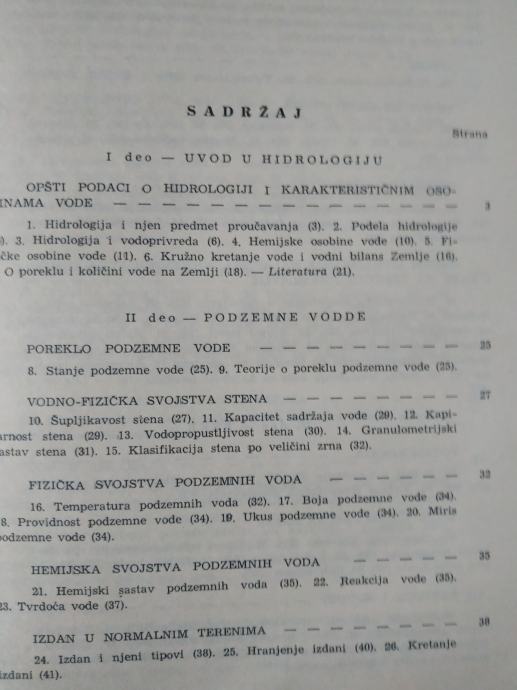 SADRŽAJ
Strana
I deo — UVOD U HIDROLOGIJU
OPŠTI PODACI O HIDROLOGIJI I KARAKTERISTIČNIM OSO-
INAMA VODE — — — — — — — — — — — — — — 3
1. Hidrologija i njen predmet proučavanja (3). 2. Podela hidrologije
). 3. Hidrologija i vodoprivreda (6). 4. Hemijske osobine vode (10). 5. Fi-
čke osobine vode (11). 6. Kružno kretanje vode i vodni bilans Zemlje (16).
O poreklu i količini vode na Zemlji (18). — Literatura (21).
II deo — PODZEMNE VODDE
POREKLO PODZEMNE VODE — — — — — — — — 25
8. Stanje podzemne vode (25). 9. Teorije o poreklu podzemne vode (25).
VODNO-FIZIČKA SVOJSTVA STENA — — — — — — — 27
10. Šupljikavost stena (27). 11. Kapacitet sadržaja vode (29). 12. Kapi-
arnost stena (29). 13. Vodopropustljivost stena (30). 14. Granulometrijski
astav stena (31). 15. Klasifikacija stena po veličini zrna (32).
FIZIČKA SVOJSTVA PODZEMNIH VODA — — — — — 32
16. Temperatura podzemnih voda (32). 17. Boja podzemne vode (34).
8. Providnost podzemne vode (34). 19. Ukus podzemne vode (34). 20. Miris
podzemne vode (34).
HEMIJSKA SVOJSTVA PODZEMNIH VODA — — — — 35
21. Hemijski sastav podzemnih voda (35). 22. Reakcija vode (35).
23. Tvrdoća vode (37).
IZDAN U NORMALNIM TERENIMA — — — — — — — 38
24. Izdan i njeni tipovi (38). 25. Hranjenje izdani (40). 26. Kretanje
izdani (41).